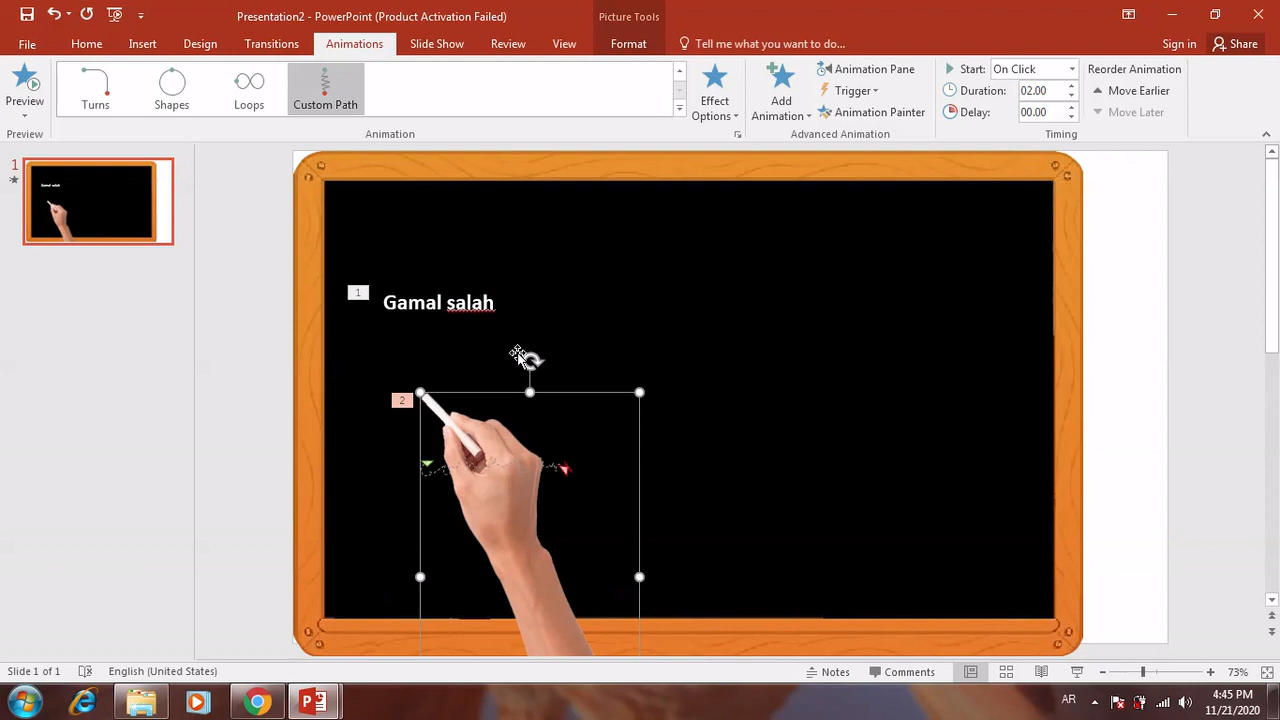 Presentation2 - PowerPoint (Product Activation Failed)
Picture Tools
File
Home
Insert
Design
Transitions
Animations
Slide Show
Review
View
Format
Tell me what you want to do...
Sign in
Share
Preview
Turns
Shapes
Loops
Custom Path
Effect
Options
Add
Animation
Animation Pane
Trigger
Animation Painter
Start:
On Click
Duration:
02.00
Delay:
00.00
Reorder Animation
Move Earlier
Move Later
Preview
Animation
Advanced Animation
Timing
1
Gamal salah
1
Gamal salah
2
Slide 1 of 1
English (United States)
Notes
Comments
73%
AR
4:45 PM
11/21/2020